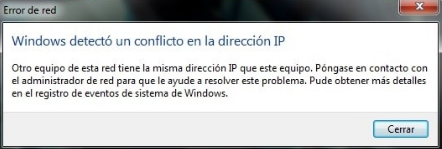 Error de red
Windows detectó un conflicto en la dirección IP
Otro equipo de esta red tiene la misma dirección IP que este equipo. Póngase en contacto con
el administrador de red para que le ayude a resolver este problema. Pude obtener más detalles
en el registro de eventos de sistema de Windows.
Cerrar